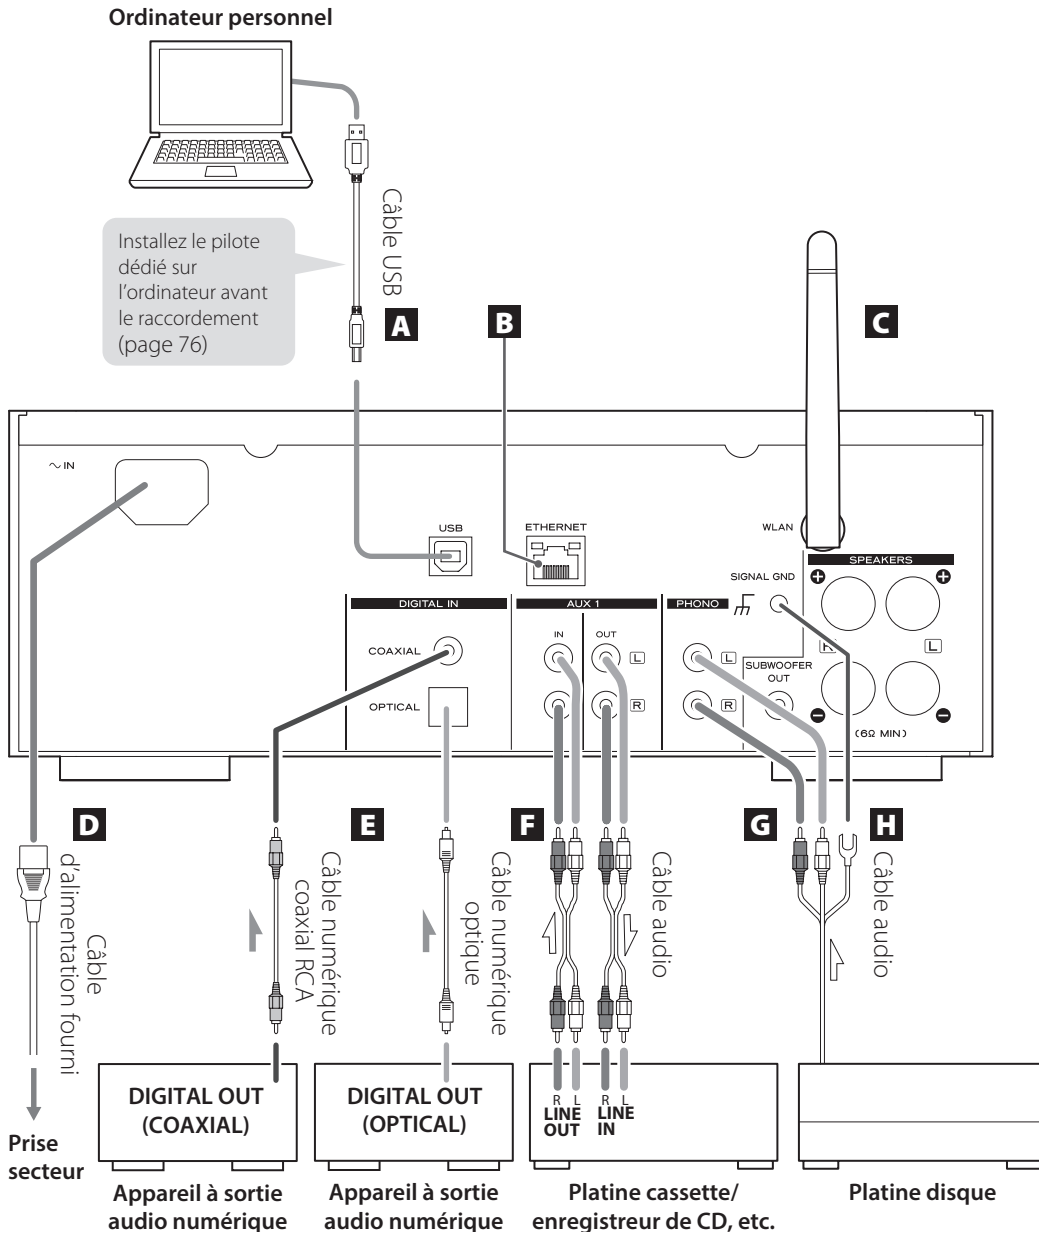 Ordinateur personnel
Installez le pilote
dédié sur
l'ordinateur avant
le raccordement
(page 76)
Câble USB
A
B
C
IN
USB
ETHERNET
WLAN
SPEAKERS
SIGNAL GND
DIGITAL IN
AUX 1
PHONO
COAXIAL
IN
OUT
L
L
R
L
SUBWOOFER
OUT
OPTICAL
R
R
(6Ω MIN)
D
E
F
G
H
Câble
d'alimentation fourni
Câble numérique
coaxial RCA
Câble numérique
optique
Câble audio
Câble audio
DIGITAL OUT
(COAXIAL)
DIGITAL OUT
(OPTICAL)
R L
LINE
OUT
R L
LINE
IN
Prise
secteur
Appareil à sortie
audio numérique
Appareil à sortie
audio numérique
Platine cassette/
enregistreur de CD, etc.
Platine disque